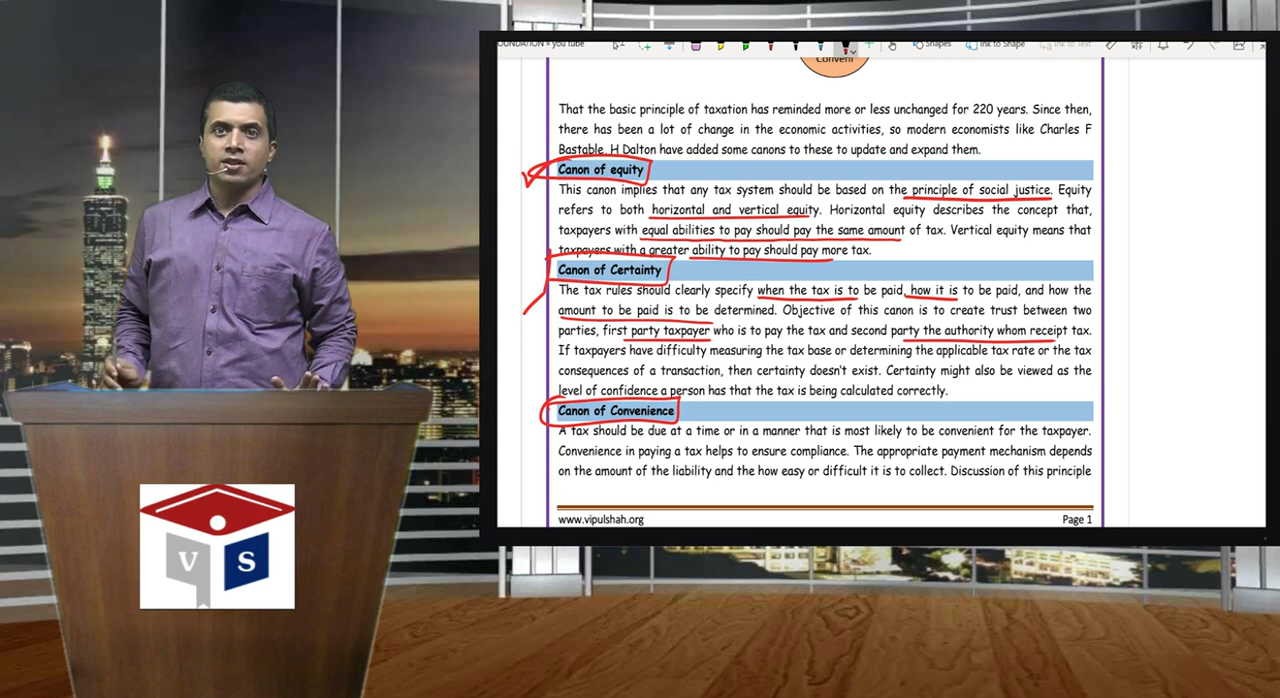 OUNDATION » you tube
Shapes
Ink to Shape
Ink to Text
Conveni
That the basic principle of taxation has reminded more or less unchanged for 220 years. Since then,
there has been a lot of change in the economic activities, so modern economists like Charles F
Bastable. H Dalton have added some canons to these to update and expand them.
Canon of equity
This canon implies that any tax system should be based on the principle of social justice. Equity
refers to both horizontal and vertical equity. Horizontal equity describes the concept that,
taxpayers with equal abilities to pay should pay the same amount of tax. Vertical equity means that
taxpayers with a greater ability to pay should pay more tax.
Canon of Certainty
The tax rules should clearly specify when the tax is to be paid, how it is to be paid, and how the
amount to be paid is to be determined. Objective of this canon is to create trust between two
parties, first party taxpayer who is to pay the tax and second party the authority whom receipt tax.
If taxpayers have difficulty measuring the tax base or determining the applicable tax rate or the tax
consequences of a transaction, then certainty doesn't exist. Certainty might also be viewed as the
level of confidence a person has that the tax is being calculated correctly.
Canon of Convenience
A tax should be due at a time or in a manner that is most likely to be convenient for the taxpayer.
Convenience in paying a tax helps to ensure compliance. The appropriate payment mechanism depends
on the amount of the liability and the how easy or difficult it is to collect. Discussion of this principle
www.vipulshah.org Page 1
V S